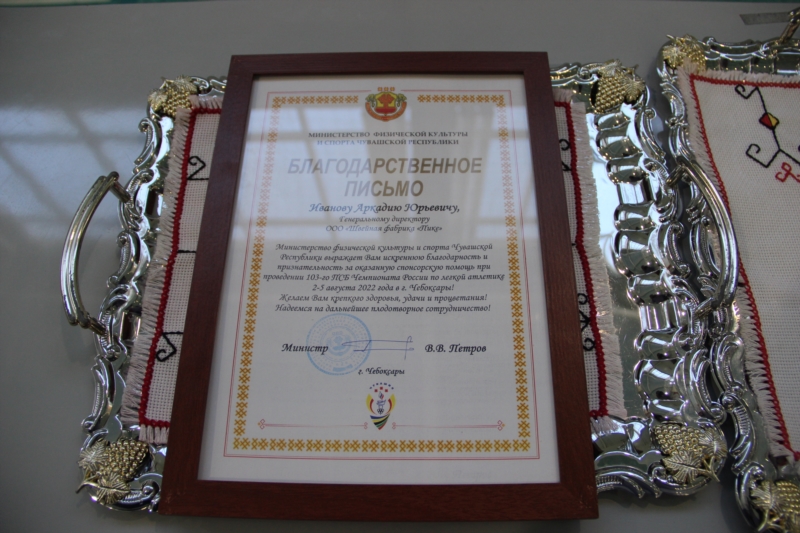 МИНИСТЕРСТВО ФИЗИЧЕСКОЙ КУЛЬТУРЫ
И СПОРТА ЧУВАШСКОЙ РЕСПУБЛИКИ
БЛАГОДАРСТВЕННОЕ
ПИСЬМО
Иванову Аркадию Юрьевичу,
Генеральному директору
ООО «Швейная фабрика «Пике»
Министерство физической культуры и спорта Чувашской
Республики выражает Вам искреннюю благодарность и
признательность за оказанную спонсорскую помощь при
проведении 103-го ПСБ Чемпионата России по легкой атлетике
2-5 августа 2022 года в г. Чебоксары!
Желаем Вам крепкого здоровья, удачи и процветания!
Надеемся на дальнейшее плодотворное сотрудничество!
Министр
В.В. Петров
г. Чебоксары